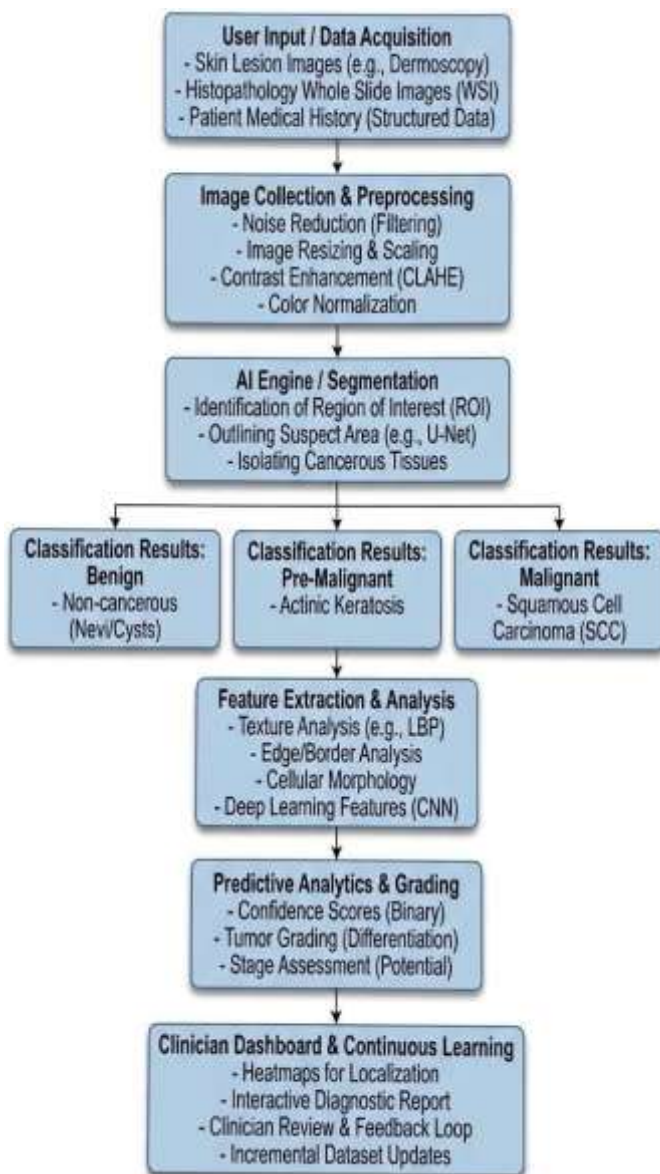 User Input / Data Acquisition
- Skin Lesion Images (e.g., Dermoscopy)
- Histopathology Whole Slide Images (WSI)
- Patient Medical History (Structured Data)
Image Collection & Preprocessing
- Noise Reduction (Filtering)
- Image Resizing & Scaling
- Contrast Enhancement (CLAHE)
- Color Normalization
AI Engine / Segmentation
- Identification of Region of Interest (ROI)
- Outlining Suspect Area (e.g., U-Net)
- Isolating Cancerous Tissues
Classification Results:
Benign
- Non-cancerous
(Nevi/Cysts)
Classification Results:
Pre-Malignant
- Actinic Keratosis
Classification Results:
Malignant
- Squamous Cell
Carcinoma (SCC)
Feature Extraction & Analysis
- Texture Analysis (e.g., LBP)
- Edge/Border Analysis
- Cellular Morphology
- Deep Learning Features (CNN)
Predictive Analytics & Grading
- Confidence Scores (Binary)
- Tumor Grading (Differentiation)
- Stage Assessment (Potential)
Clinician Dashboard & Continuous Learning
- Heatmaps for Localization
- Interactive Diagnostic Report
- Clinician Review & Feedback Loop
- Incremental Dataset Updates